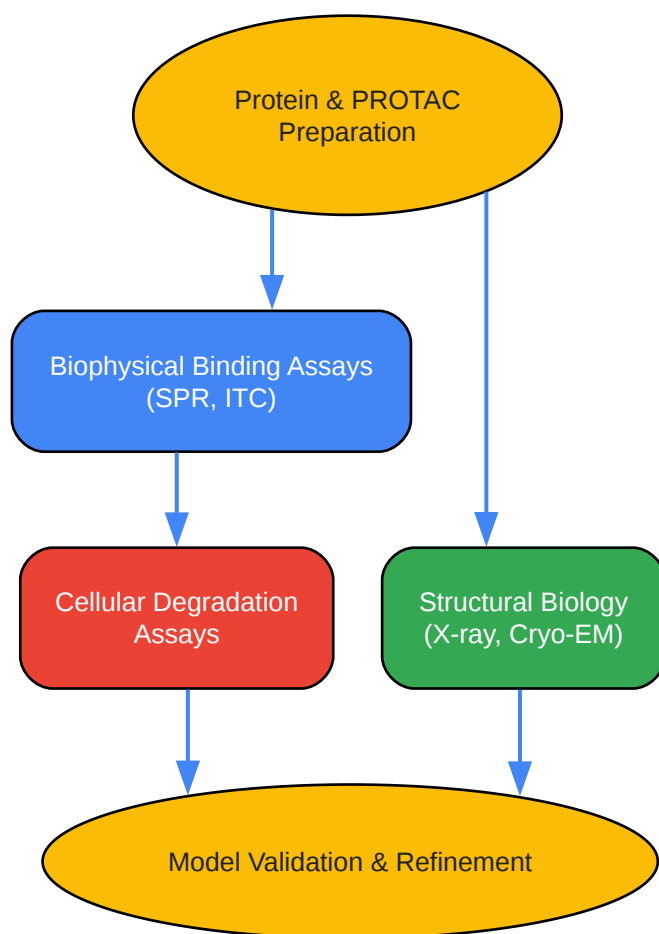 Protein & PROTAC
Preparation
Biophysical Binding Assays
(SPR, ITC)
Cellular Degradation
Assays
Structural Biology
(X-ray, Cryo-EM)
Model Validation & Refinement